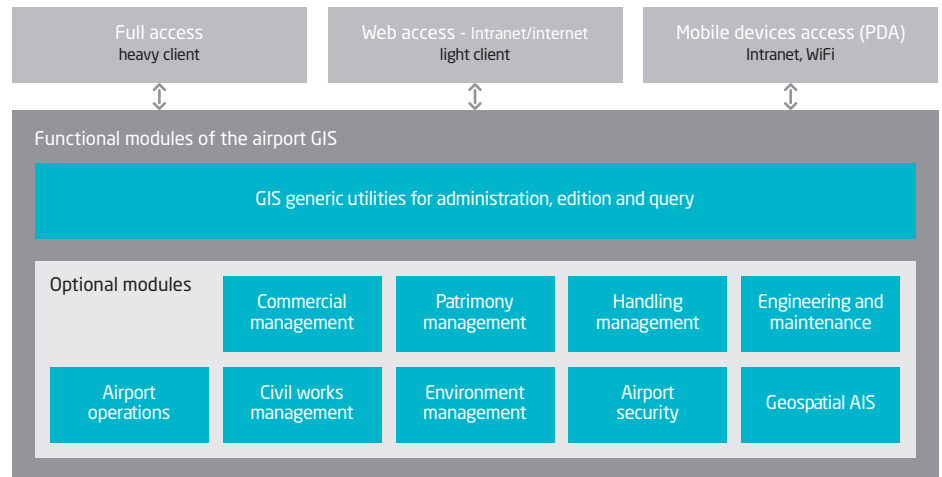 Full access
heavy client
Web access - Intranet/internet
light client
Mobile devices access (PDA)
Intranet, WiFi
Functional modules of the airport GIS
GIS generic utilities for administration, edition and query
Optional modules
Commercial
management
Patrimony
management
Handling
management
Engineering and
maintenance
Airport
operations
Civil works
management
Environment
management
Airport
security
Geospatial AIS